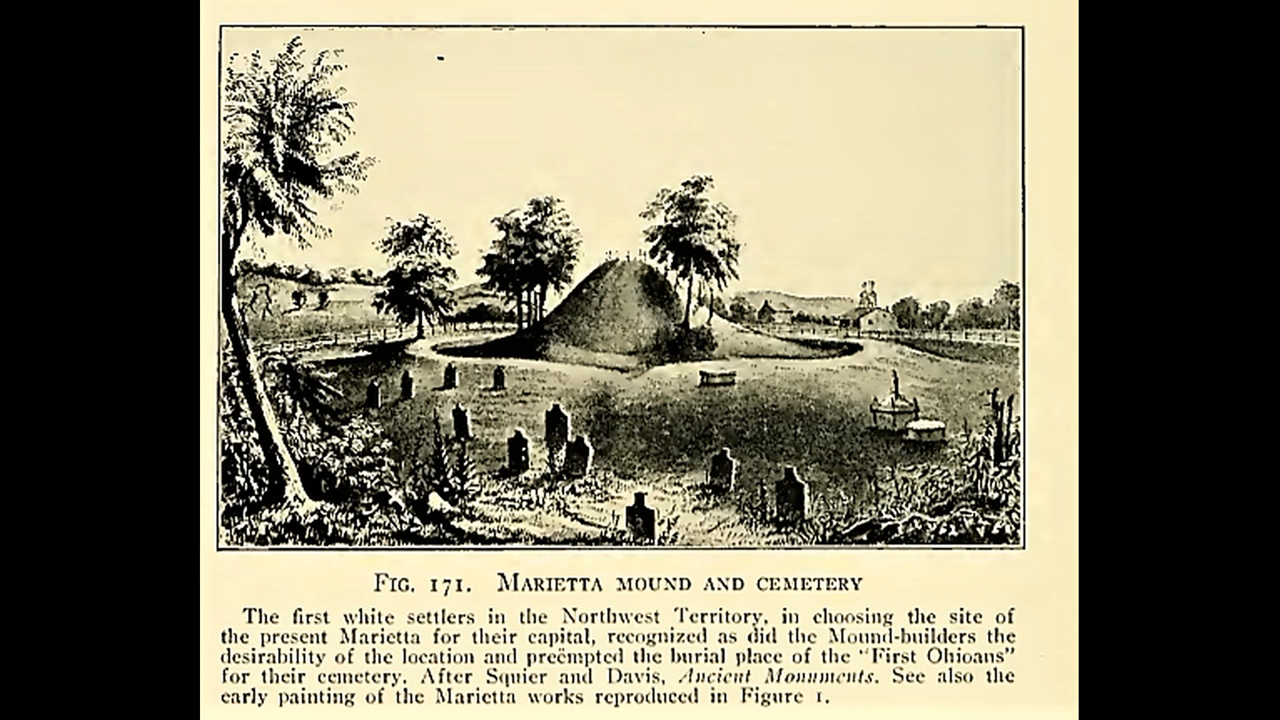 FIG. 171. MARIETTA MOUND AND CEMETERY
The first white settlers in the Northwest Territory, in choosing the site of
the present Marietta for their capital, recognized as did the Mound-builders the
desirability of the location and preëmpted the burial place of the "First Ohioans"
for their cemetery. After Squier and Davis, Ancient Monuments. See also the
early painting of the Marietta works reproduced in Figure 1.